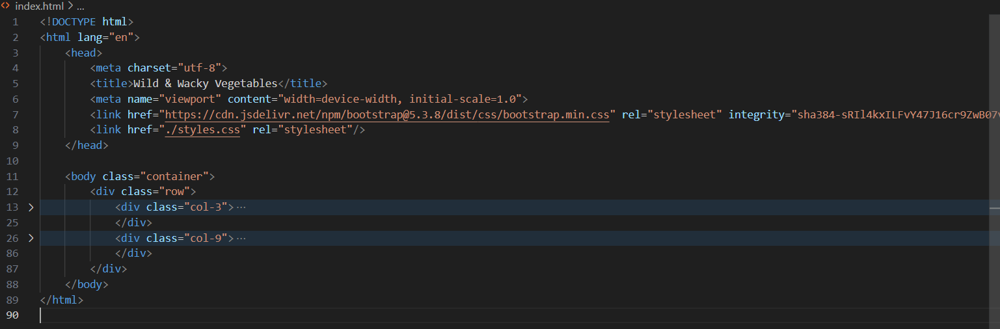 index.html > ...
1 <!DOCTYPE html>
2 <html lang="en">
3 <head>
4 <meta charset="utf-8">
5 <title>Wild & Wacky Vegetables</title>
6 <meta name="viewport" content="width=device-width, initial-scale=1.0">
7 <link href="https://cdn.jsdelivr.net/npm/bootstrap@5.3.8/dist/css/bootstrap.min.css" rel="stylesheet" integrity="sha384-sRIl4kxILFvY47J16cr9ZwB07
8 <link href="./styles.css" rel="stylesheet"/>
9 </head>
10
11 <body class="container">
12 <div class="row">
13 <div class="col-3">···
25 </div>
26 <div class="col-9">···
86 </div>
87 </div>
88 </body>
89 </html>
90